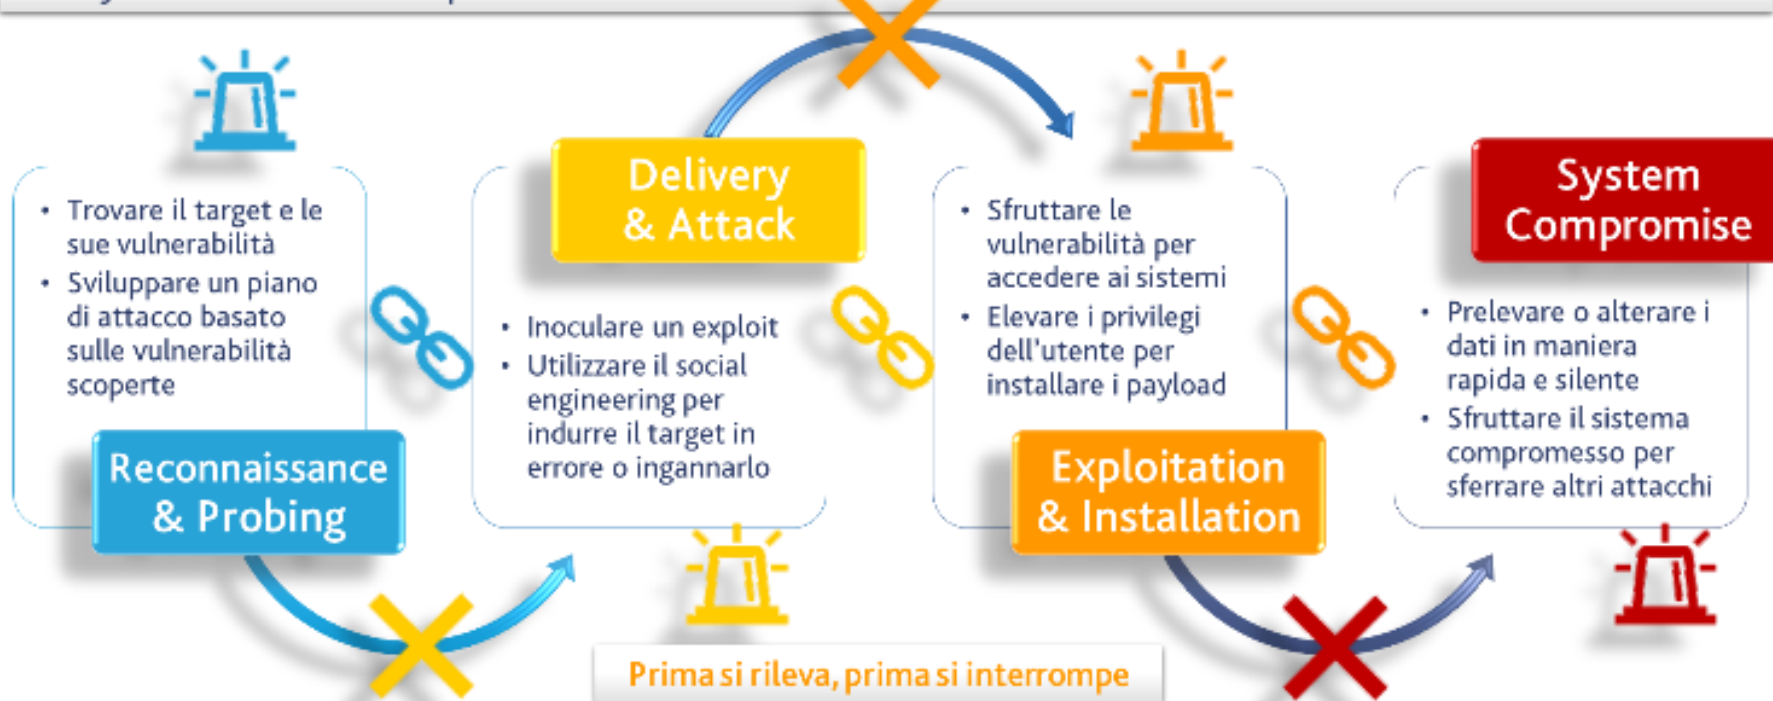 • Trovare il target e le
sue vulnerabilità
• Sviluppare un piano
di attacco basato
sulle vulnerabilità
scoperte
Reconnaissance
& Probing
Delivery
& Attack
• Inoculare un exploit
• Utilizzare il social
engineering per
indurre il target in
errore o ingannarlo
• Sfruttare le
vulnerabilità per
accedere ai sistemi
• Elevare i privilegi
dell'utente per
installare i payload
Exploitation
& Installation
System
Compromise
• Prelevare o alterare i
dati in maniera
rapida e silente
• Sfruttare il sistema
compromesso per
sferrare altri attacchi
Prima si rileva, prima si interrompe